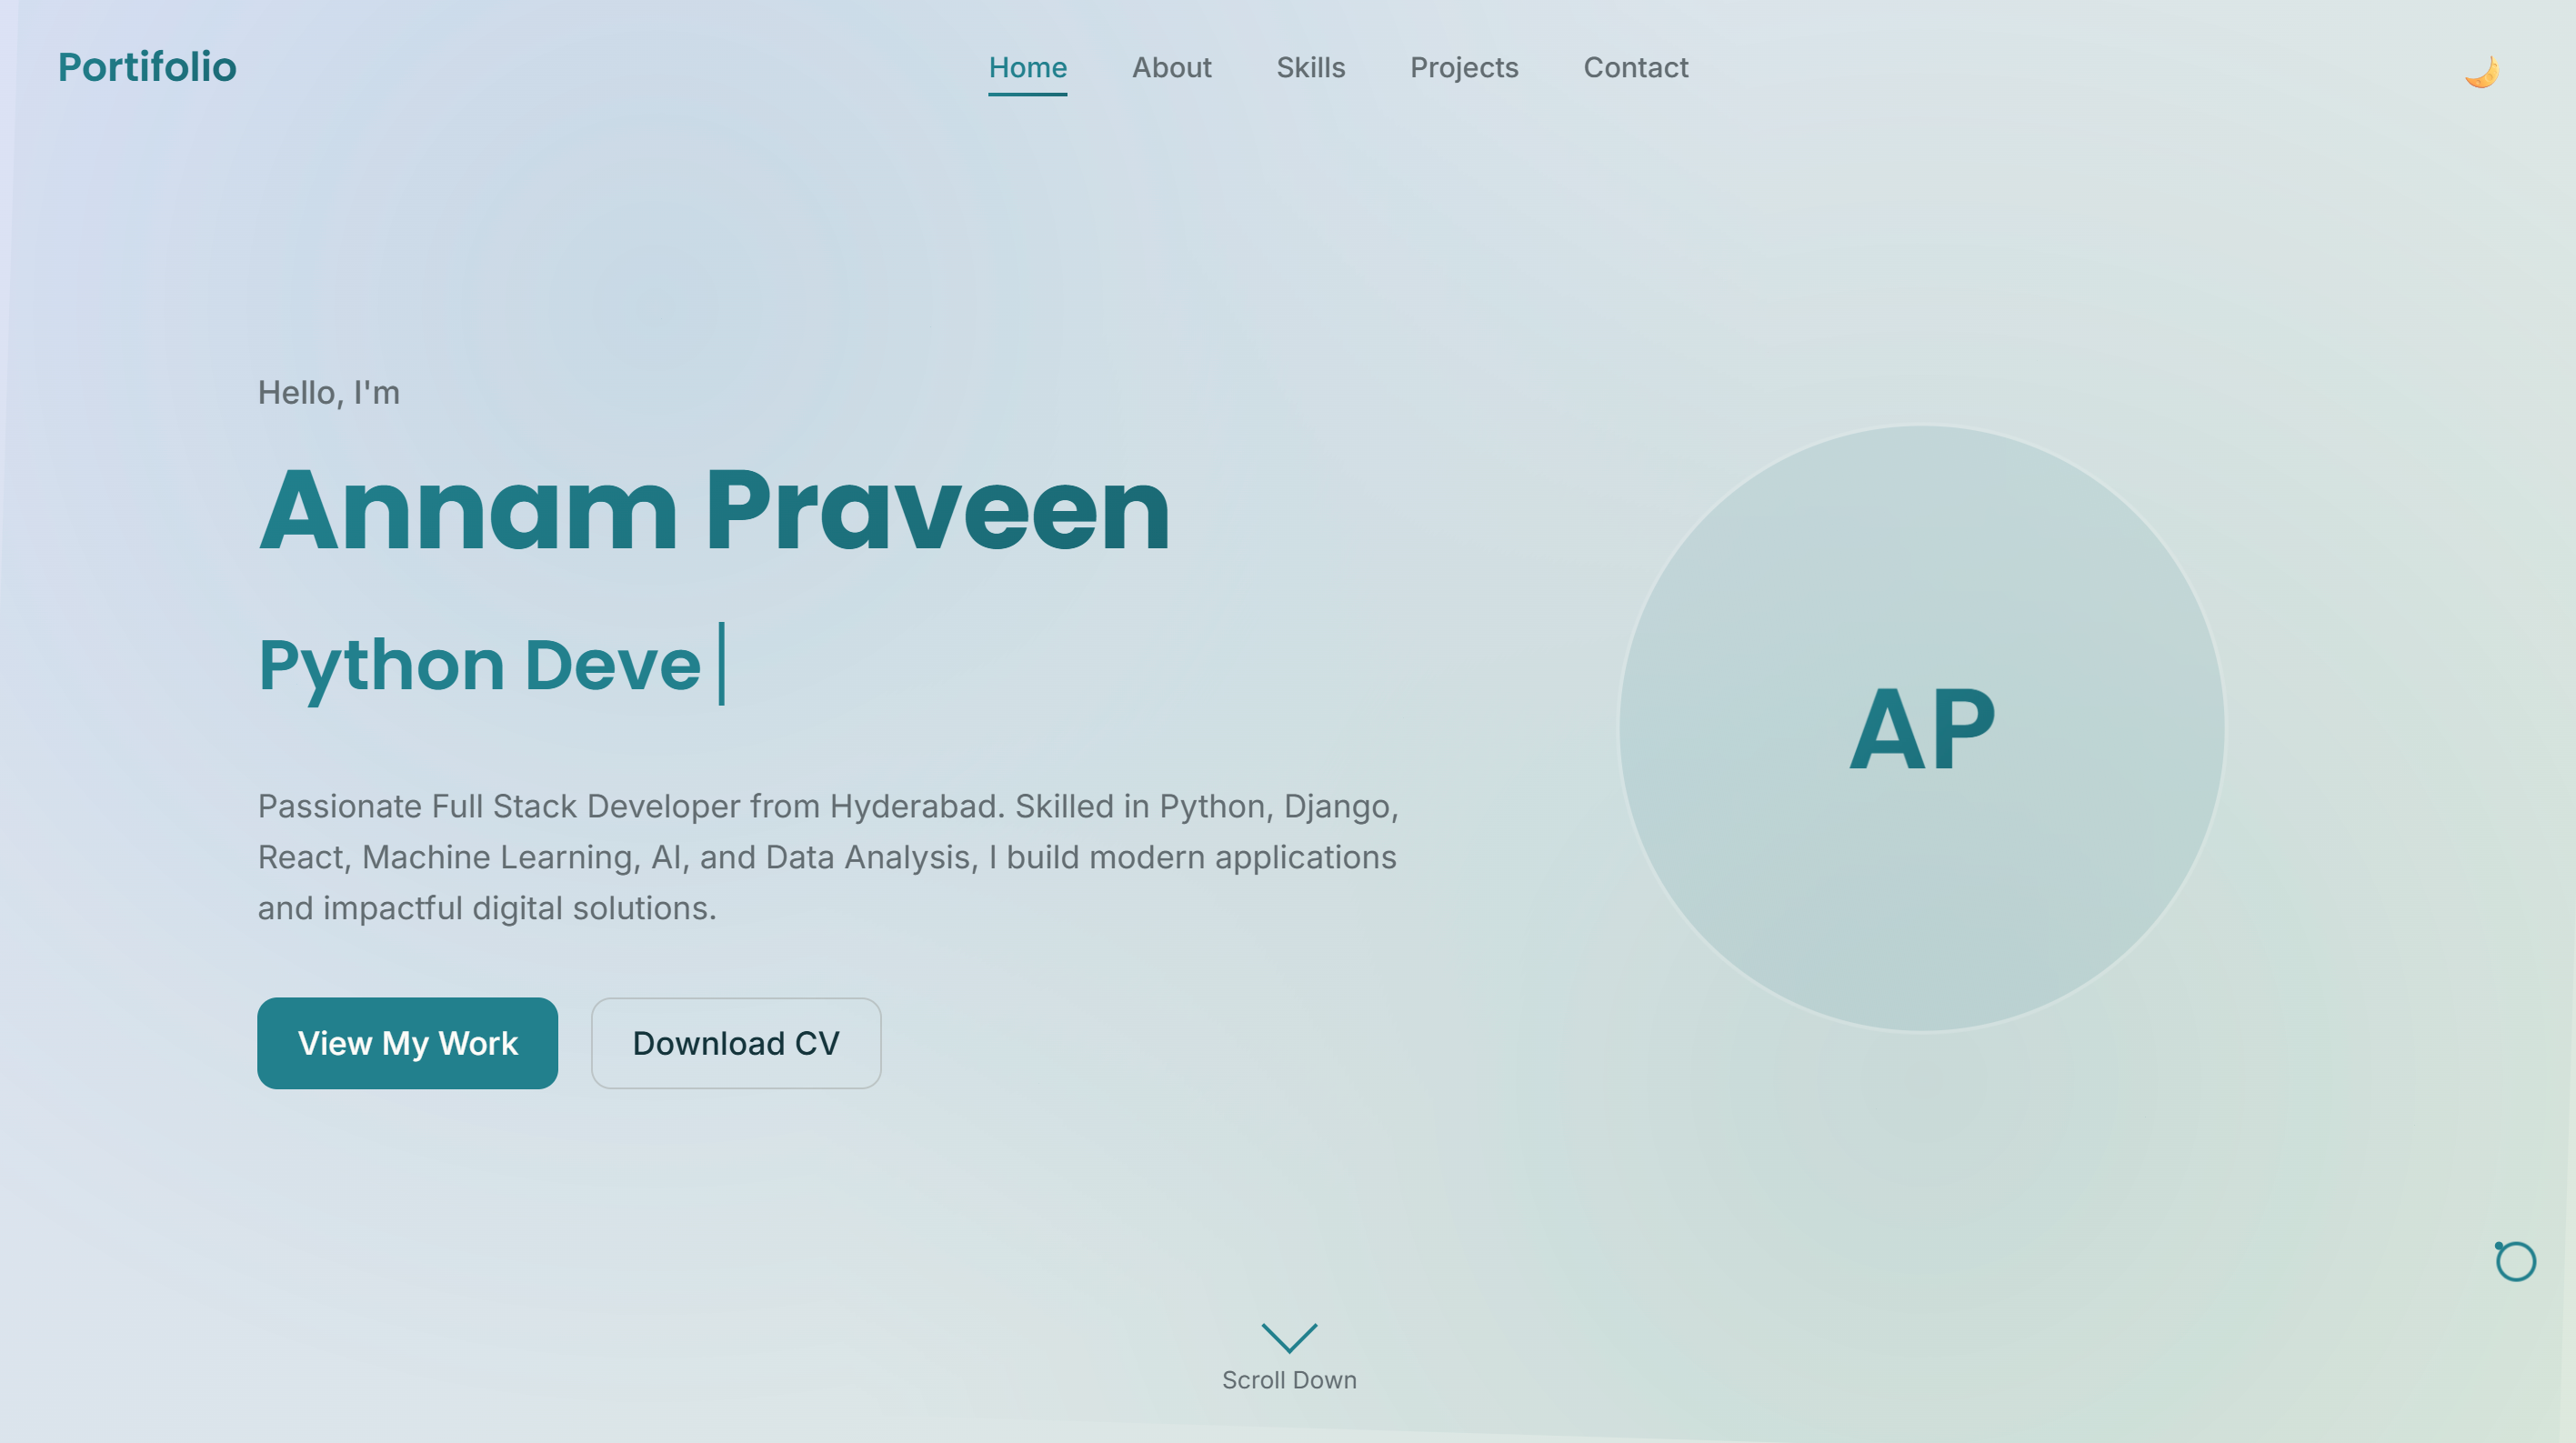 Portifolio
Home About Skills Projects Contact
Hello, I'm
Annam Praveen
Python Deve
Passionate Full Stack Developer from Hyderabad. Skilled in Python, Django,
React, Machine Learning, AI, and Data Analysis, I build modern applications
and impactful digital solutions.
View My Work Download CV
AP
Scroll Down